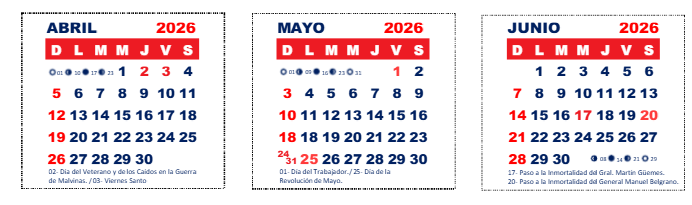 ABRIL 2026
D L M M J V S
01 10 17 23 1 2 3 4
5 6 7 8 9 10 11
12 13 14 15 16 17 18
19 20 21 22 23 24 25
26 27 28 29 30
02- Día del Veterano y de los Caídos en la Guerra
de Malvinas. / 03- Viernes Santo
MAYO 2026
D L M M J V S
01 09 16 23 31 1 2
3 4 5 6 7 8 9
10 11 12 13 14 15 16
18 18 19 20 21 22 23
24 31 25 26 27 28 29 30
01- Día del Trabajador./ 25- Día de la
Revolución de Mayo.
JUNIO 2026
D L M M J V S
1 2 3 4 5 6
7 8 9 10 11 12 13
14 15 16 17 18 19 20
21 22 23 24 25 26 27
28 29 30 08 14 21 29
17- Paso a la Inmortalidad del Gral. Martín Güemes.
20- Paso a la Inmortalidad del General Manuel Belgrano.